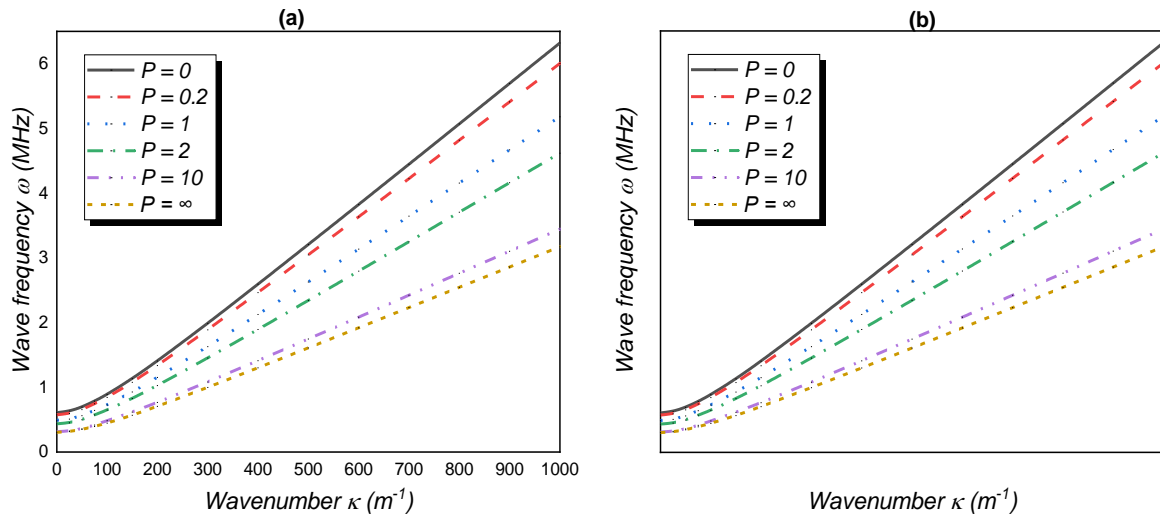 (a)
Wave frequency ω (MHz)
6
5
4
3
2
1
0
P = 0
P = 0.2
P = 1
P = 2
P = 10
P = ∞
0 100 200 300 400 500 600 700 800 900 1000
Wavenumber κ (m⁻¹)
(b)
Wave frequency ω (MHz)
P = 0
P = 0.2
P = 1
P = 2
P = 10
P = ∞
Wavenumber κ (m⁻¹)